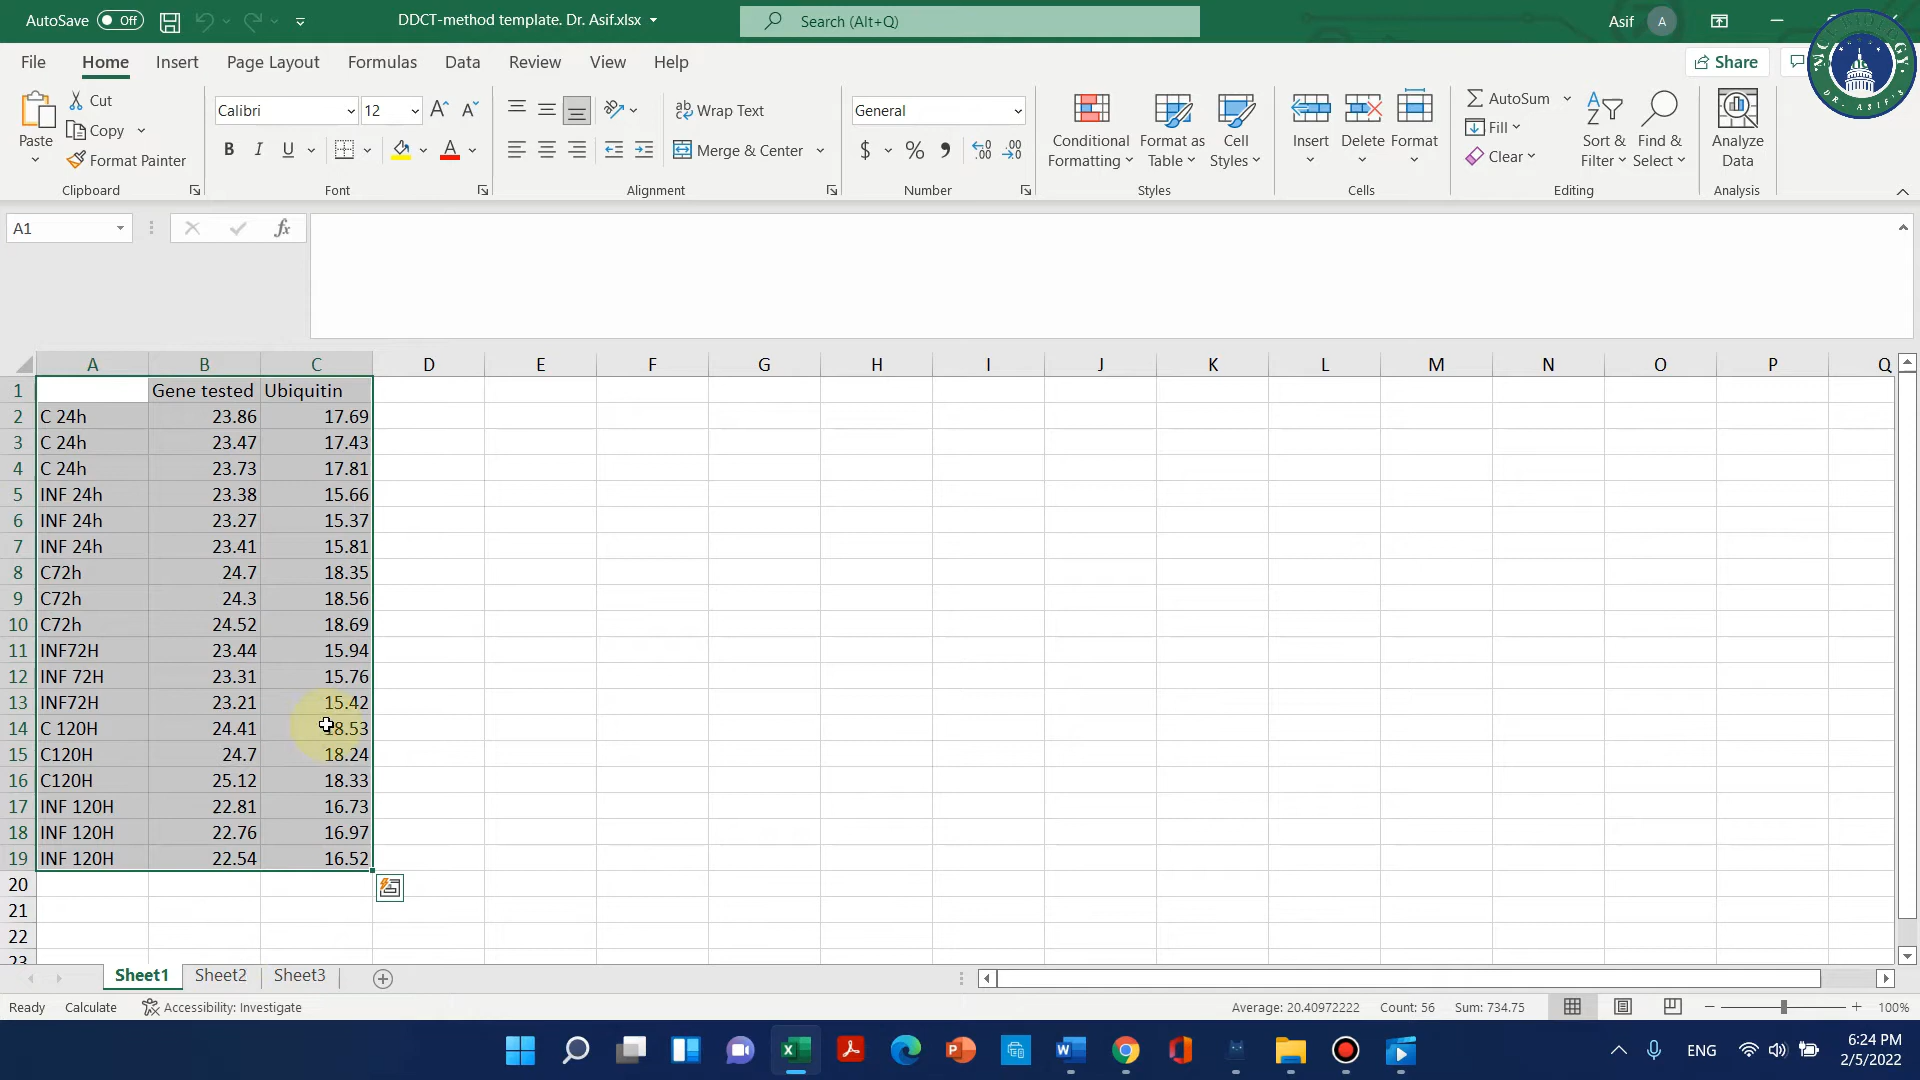 AutoSave Off DDCT-method template. Dr. Asif.xlsx Search (Alt+Q) Asif A
File Home Insert Page Layout Formulas Data Review View Help Share
Paste Cut Copy Format Painter Clipboard
Calibri 12 B I U A Font
Wrap Text Merge & Center Alignment
General $ % Number
Conditional Formatting Format as Table Cell Styles Styles
Insert Delete Format Cells
AutoSum Fill Clear Sort & Filter Find & Select Editing
Analyze Data Analysis
A1 fx
A B C D E F G H I J K L M N O P Q
1 Gene tested Ubiquitin
2 C 24h 23.86 17.69
3 C 24h 23.47 17.43
4 C 24h 23.73 17.81
5 INF 24h 23.38 15.66
6 INF 24h 23.27 15.37
7 INF 24h 23.41 15.81
8 C72h 24.7 18.35
9 C72h 24.3 18.56
10 C72h 24.52 18.69
11 INF72H 23.44 15.94
12 INF 72H 23.31 15.76
13 INF72H 23.21 15.42
14 C 120H 24.41 18.53
15 C120H 24.7 18.24
16 C120H 25.12 18.33
17 INF 120H 22.81 16.73
18 INF 120H 22.76 16.97
19 INF 120H 22.54 16.52
20
21
22
23
Sheet1 Sheet2 Sheet3
Ready Calculate Accessibility: Investigate Average: 20.40972222 Count: 56 Sum: 734.75 100%
ENG 6:24 PM
2/5/2022